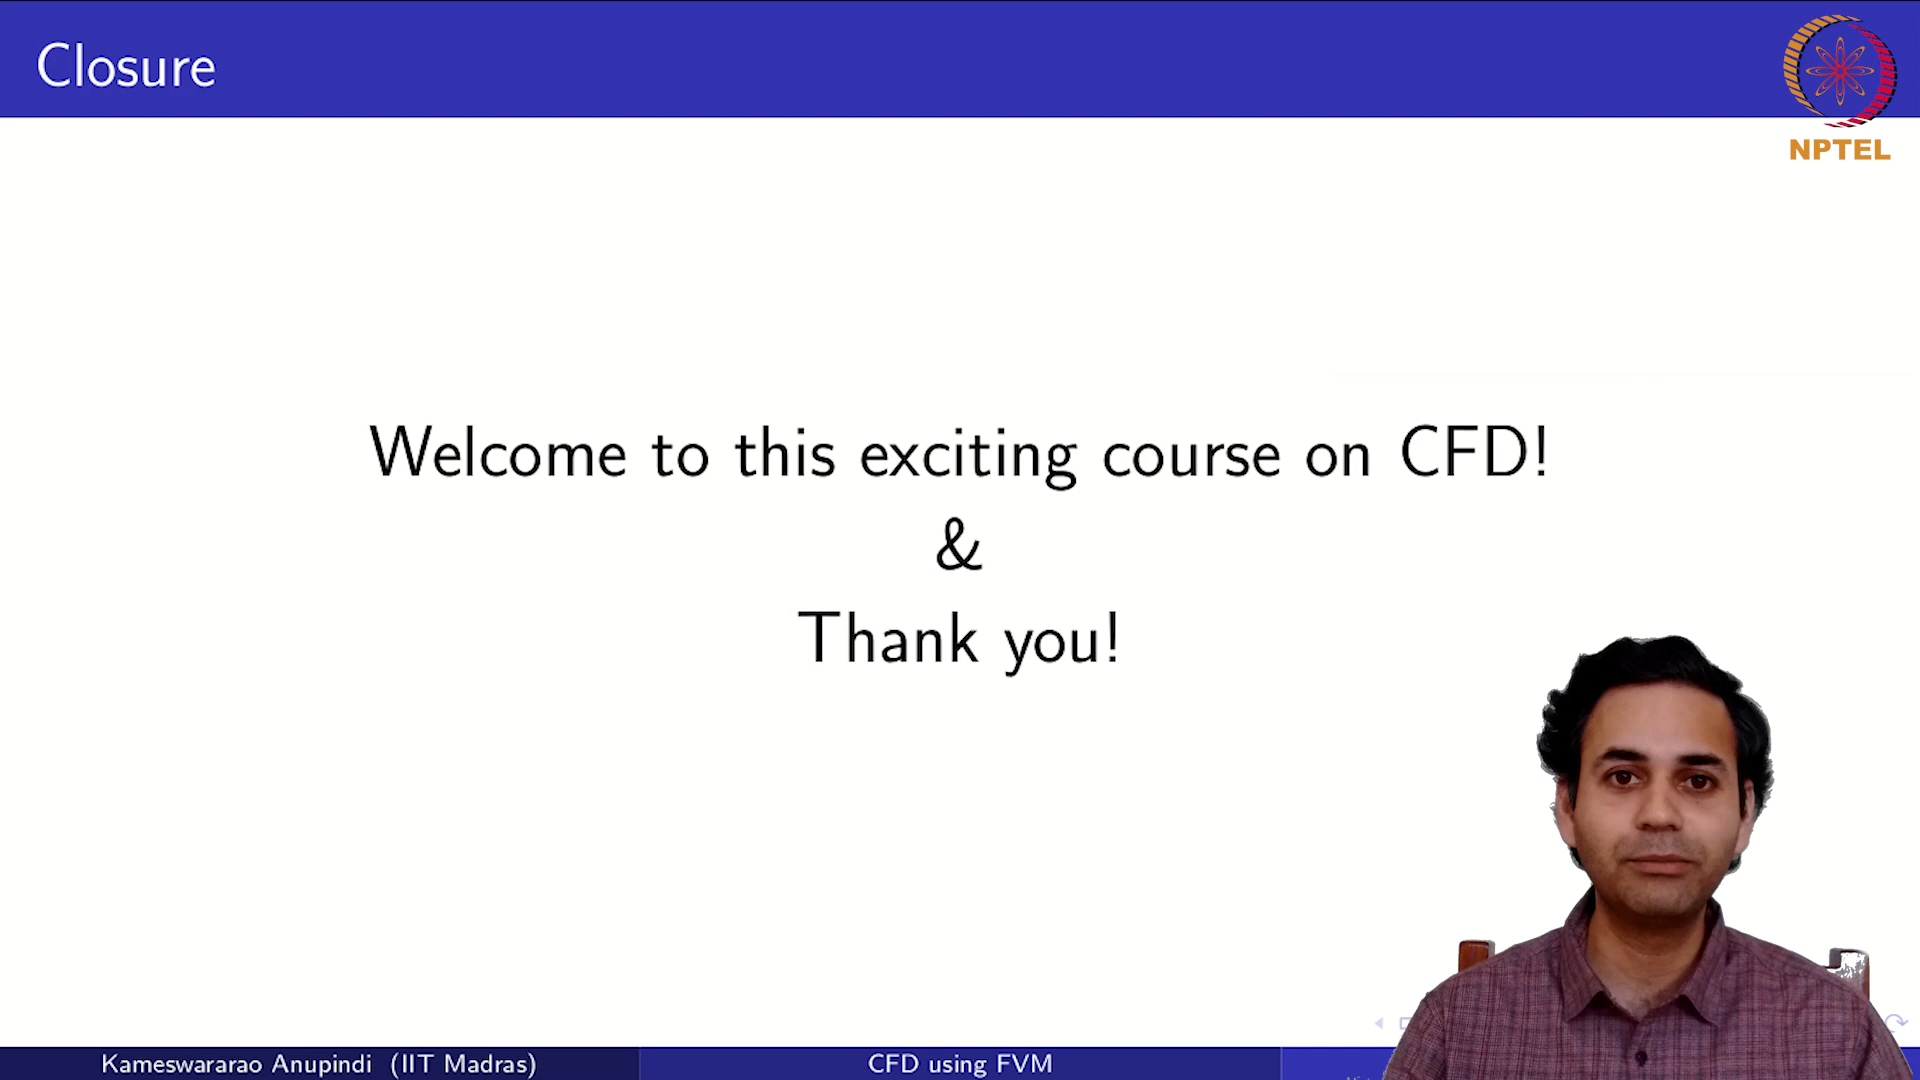 Closure
NPTEL
Welcome to this exciting course on CFD!
&
Thank you!
Kameswararao Anupindi (IIT Madras)
CFD using FVM